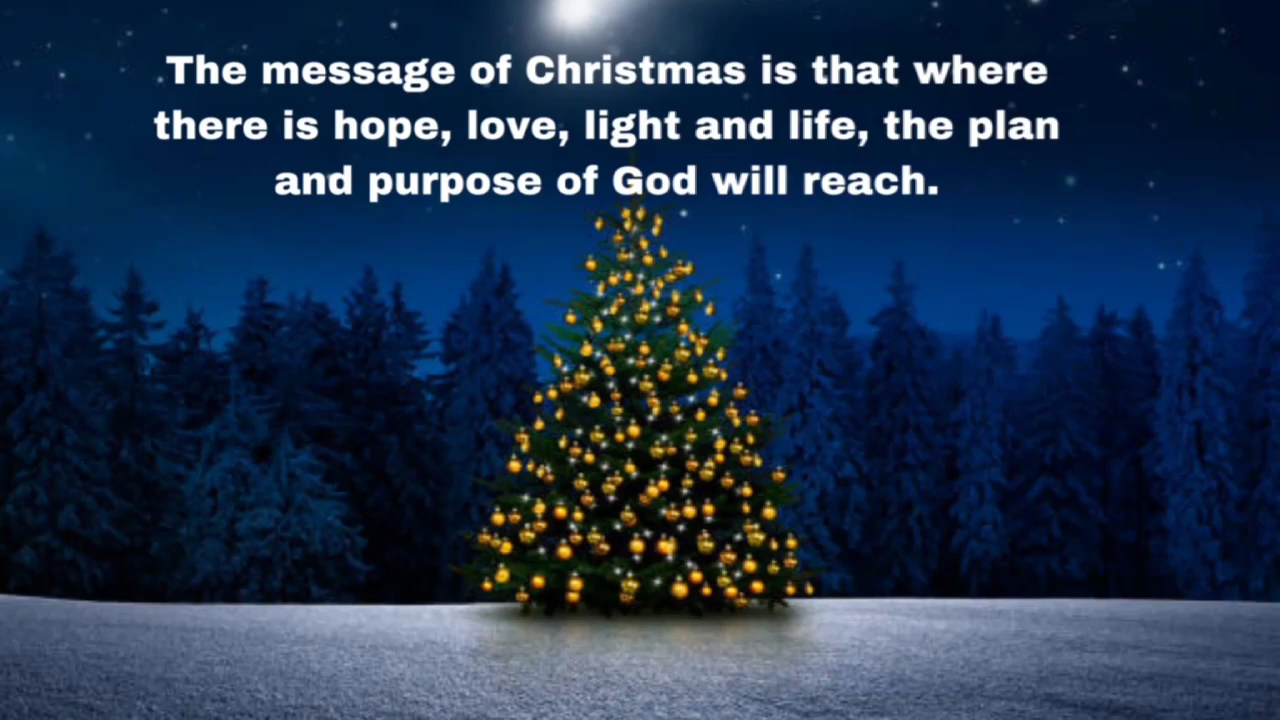 The message of Christmas is that where
there is hope, love, light and life, the plan
and purpose of God will reach.